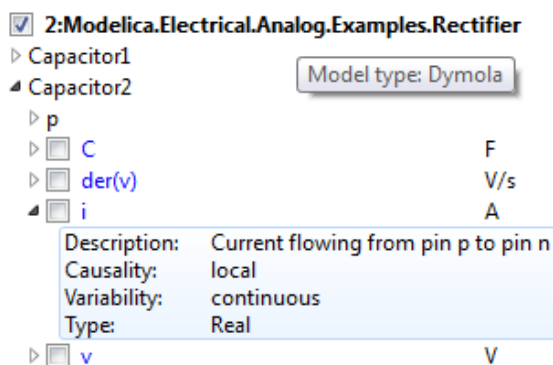 2:Modelica.Electrical.Analog.Examples.Rectifier
Capacitor1
Model type: Dymola
Capacitor2
p
C F
der(v) V/s
i A
Description: Current flowing from pin p to pin n
Causality: local
Variability: continuous
Type: Real
v V